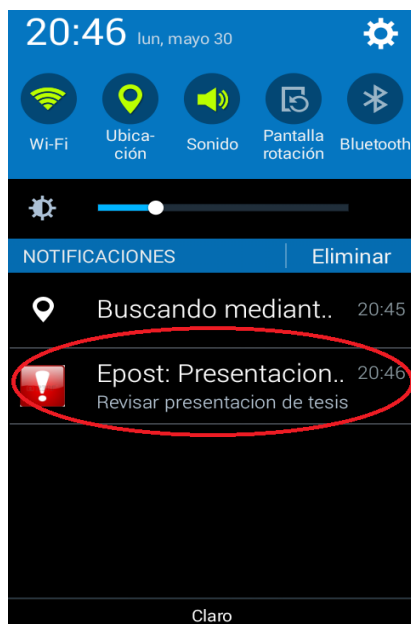 20:46 lun, mayo 30
Wi-Fi
Ubica-
ción
Sonido
Pantalla
rotación
Bluetooth
NOTIFICACIONES Eliminar
Buscando mediant.. 20:45
Epost: Presentacion.. 20:46
Revisar presentacion de tesis
Claro